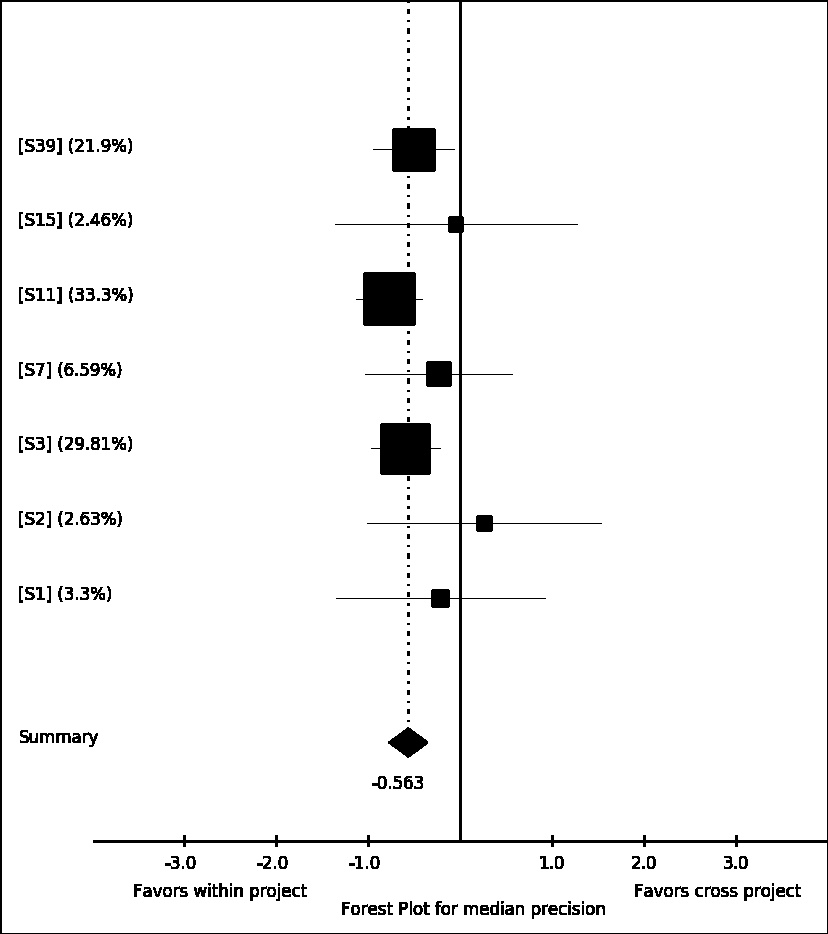 [S39] (21.9%)
[S15] (2.46%)
[S11] (33.3%)
[S7] (6.59%)
[S3] (29.81%)
[S2] (2.63%)
[S1] (3.3%)
Summary
-0.563
-3.0 -2.0 -1.0 1.0 2.0 3.0
Favors within project Favors cross project
Forest Plot for median precision